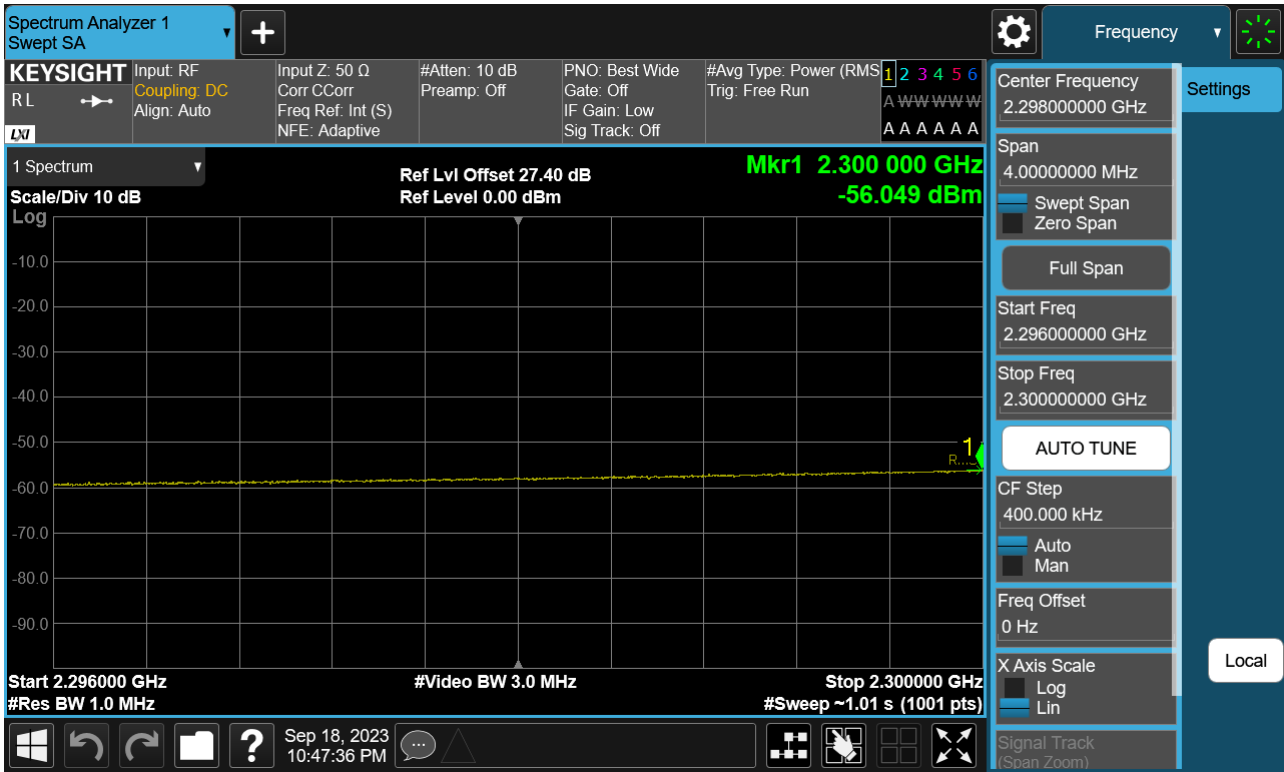 Spectrum Analyzer 1
Swept SA
+
Frequency
KEYSIGHT
R L
LXI
Input: RF
Coupling: DC
Align: Auto
Input Z: 50 Ω
Corr CCorr
Freq Ref: Int (S)
NFE: Adaptive
#Atten: 10 dB
Preamp: Off
PNO: Best Wide
Gate: Off
IF Gain: Low
Sig Track: Off
#Avg Type: Power (RMS
Trig: Free Run
1 2 3 4 5 6
A W W W W W
A A A A A A
Settings
1 Spectrum
Scale/Div 10 dB
Ref Lvl Offset 27.40 dB
Ref Level 0.00 dBm
Mkr1 2.300 000 GHz
-56.049 dBm
Log
-10.0
-20.0
-30.0
-40.0
-50.0
-60.0
-70.0
-80.0
-90.0
1
Start 2.296000 GHz
#Res BW 1.0 MHz
#Video BW 3.0 MHz
Stop 2.300000 GHz
#Sweep ~1.01 s (1001 pts)
Center Frequency
2.298000000 GHz
Span
4.00000000 MHz
Swept Span
Zero Span
Full Span
Start Freq
2.296000000 GHz
Stop Freq
2.300000000 GHz
AUTO TUNE
CF Step
400.000 kHz
Auto
Man
Freq Offset
0 Hz
X Axis Scale
Log
Lin
Signal Track
(Span Zoom)
Local
?
Sep 18, 2023
10:47:36 PM